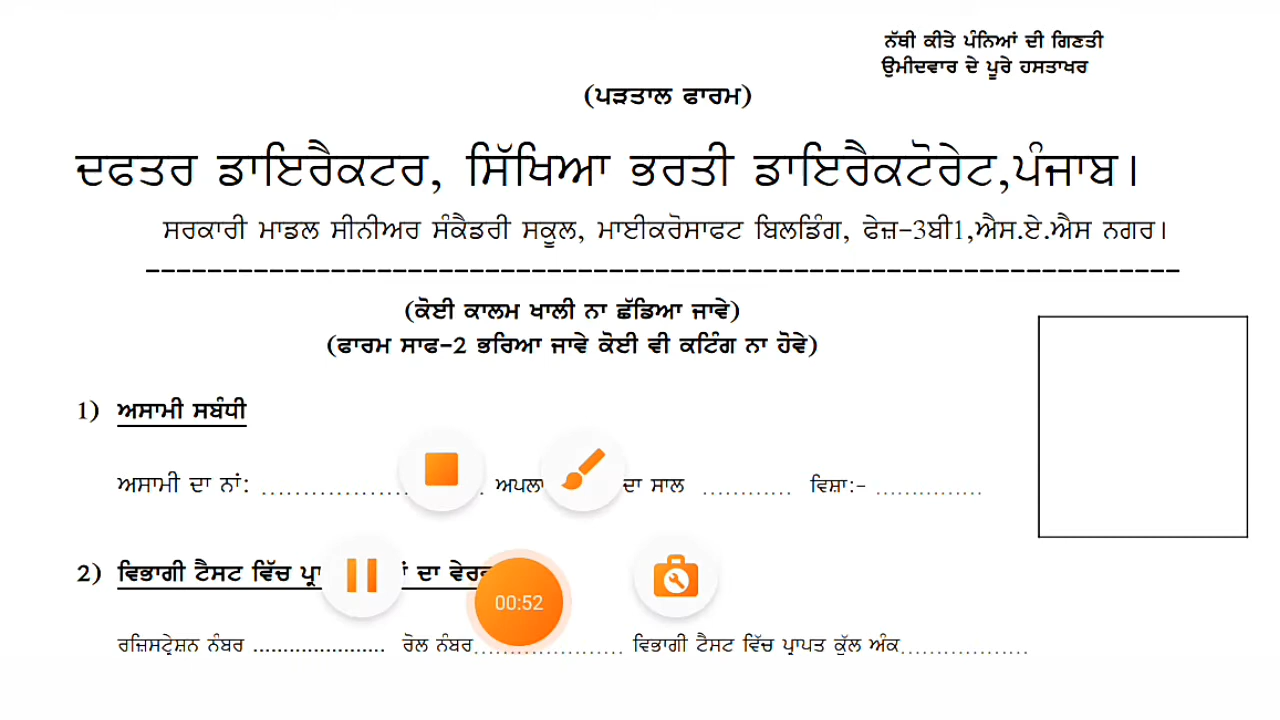 ਨੱਥੀ ਕੀਤੇ ਪੰਨਿਆਂ ਦੀ ਗਿਣਤੀ
ਉਮੀਦਵਾਰ ਦੇ ਪੂਰੇ ਹਸਤਾਖਰ
(ਪੜਤਾਲ ਫਾਰਮ)
ਦਫਤਰ ਡਾਇਰੈਕਟਰ, ਸਿੱਖਿਆ ਭਰਤੀ ਡਾਇਰੈਕਟੋਰੇਟ,ਪੰਜਾਬ।
ਸਰਕਾਰੀ ਮਾਡਲ ਸੀਨੀਅਰ ਸੰਕੈਡਰੀ ਸਕੂਲ, ਮਾਈਕਰੋਸਾਫਟ ਬਿਲਡਿੰਗ, ਫੇਜ਼-3ਬੀ1,ਐਸ.ਏ.ਐਸ ਨਗਰ।
(ਕੋਈ ਕਾਲਮ ਖਾਲੀ ਨਾ ਛੱਡਿਆ ਜਾਵੇ)
(ਫਾਰਮ ਸਾਫ-2 ਭਰਿਆ ਜਾਵੇ ਕੋਈ ਵੀ ਕਟਿੰਗ ਨਾ ਹੋਵੇ)
1) ਅਸਾਮੀ ਸਬੰਧੀ
ਅਸਾਮੀ ਦਾ ਨਾਂ: ...................... ਦਾ ਸਾਲ ............ ਵਿਸ਼ਾ:- ...............
2) ਵਿਭਾਗੀ ਟੈਸਟ ਵਿੱਚ ਦਾ
00:52
ਰਜ਼ਿਸਟ੍ਰੇਸ਼ਨ ਨੰਬਰ ...................... ਰੋਲ ਨੰਬਰ..................... ਵਿਭਾਗੀ ਟੈਸਟ ਵਿੱਚ ਪ੍ਰਾਪਤ ਕੁੱਲ ਅੰਕ..................